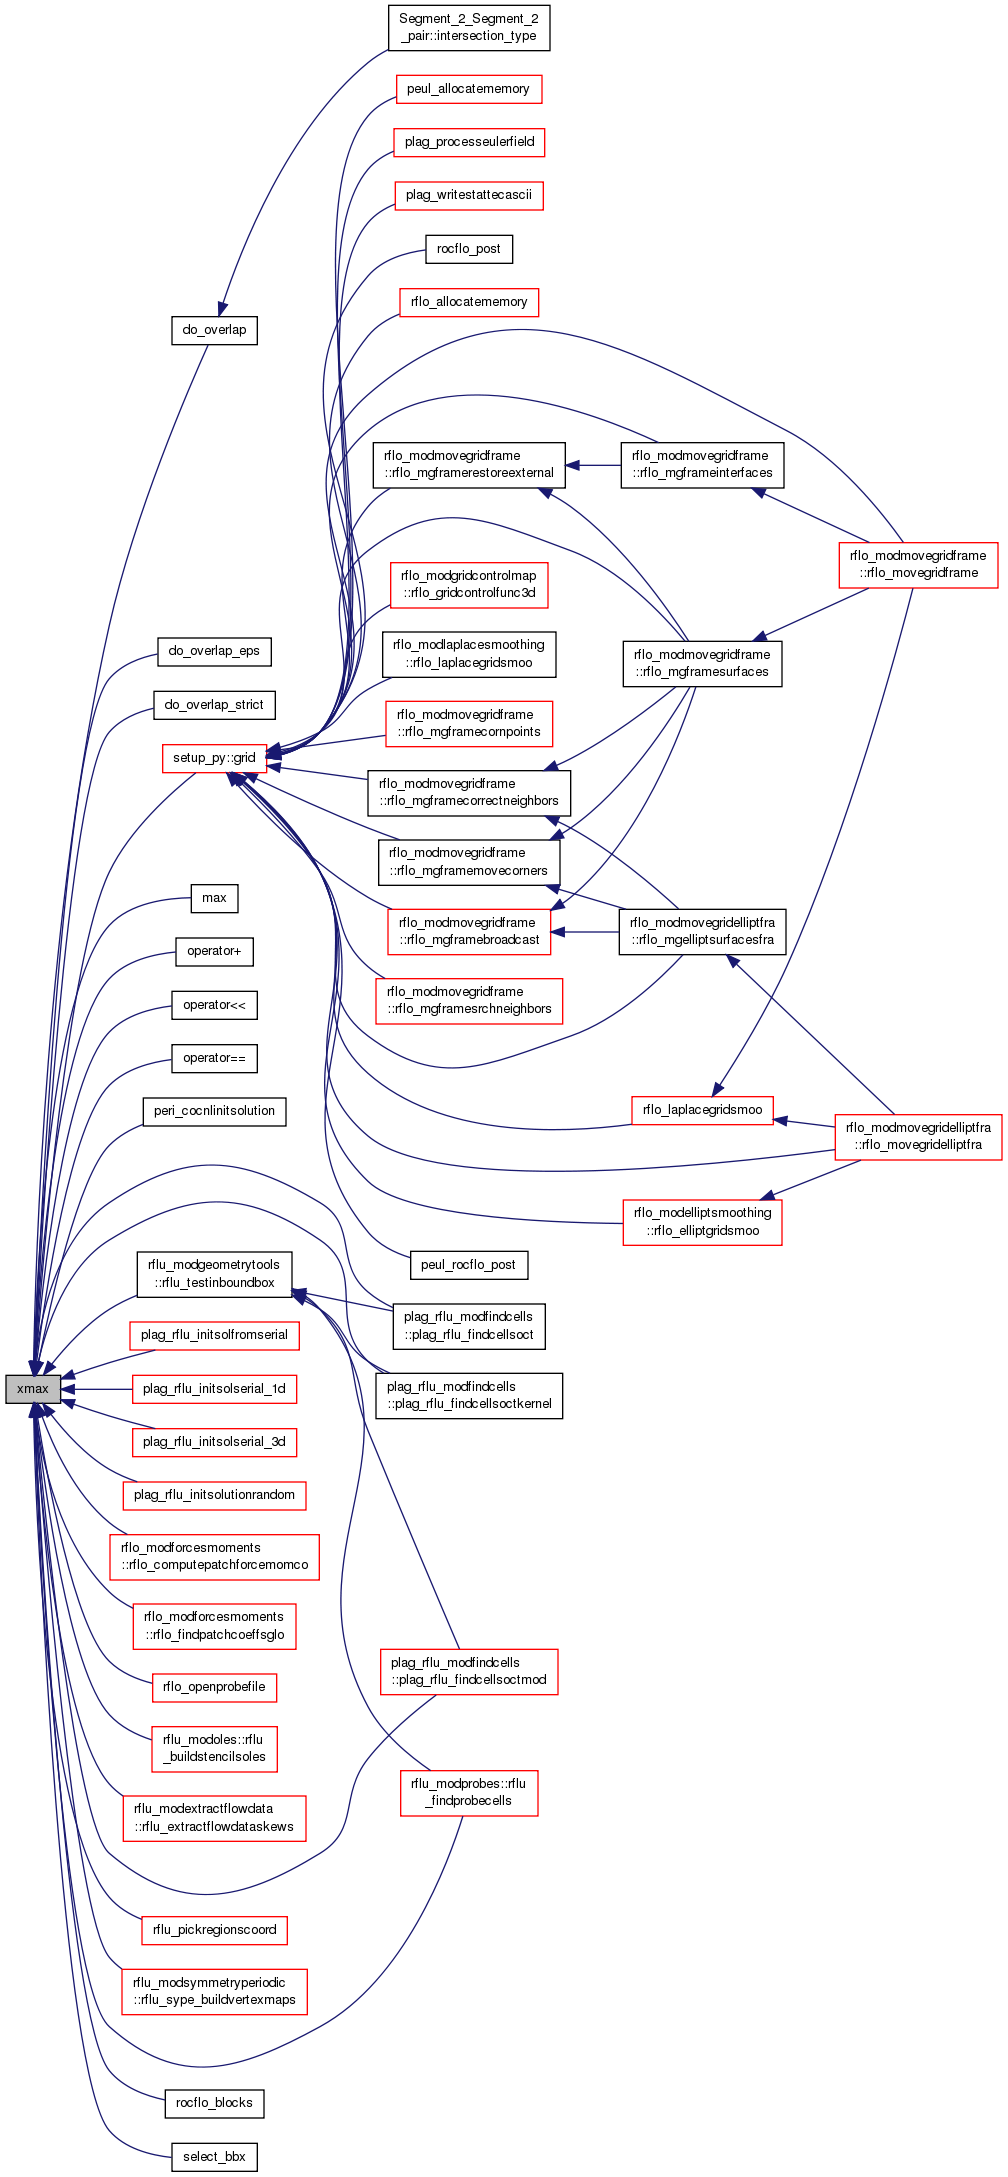 Segment_2_Segment_2
_pair::intersection_type
peul_allocatememory
plag_processeulerfield
plag_writestattecascii
rocflo_post
rflo_allocatememory
do_overlap
rflo_modmovegridframe
::rflo_mgframerestoreexternal
rflo_modmovegridframe
::rflo_mgframeinterfaces
rflo_modmovegridframe
::rflo_movegridframe
rflo_modgridcontrolmap
::rflo_gridcontrolfunc3d
rflo_modlaplacesmoothing
::rflo_laplacegridsmoo
rflo_modmovegridframe
::rflo_mgframesurfaces
do_overlap_eps
do_overlap_strict
rflo_modmovegridframe
::rflo_mgframecornpoints
setup_py::grid
rflo_modmovegridframe
::rflo_mgframecorrectneighbors
rflo_modmovegridframe
::rflo_mgframemovecorners
max
rflo_modmovegridframe
::rflo_mgframebroadcast
rflo_modmovegridelliptfra
::rflo_mgelliptsurfacesfra
operator+
rflo_modmovegridframe
::rflo_mgframesrchneighbors
operator<<
operator==
peri_cocnlinitsolution
rflo_laplacegridsmoo
rflo_modmovegridelliptfra
::rflo_movegridelliptfra
rflo_modelliptsmoothing
::rflo_elliptgridsmoo
peul_rocflo_post
rflu_modgeometrytools
::rflu_testinboundbox
plag_rflu_modfindcells
::plag_rflu_findcellsoct
plag_rflu_initsolfromserial
xmax
plag_rflu_initsolserial_1d
plag_rflu_modfindcells
::plag_rflu_findcellsoctkernel
plag_rflu_initsolserial_3d
plag_rflu_initsolutionrandom
rflo_modforcesmoments
::rflo_computepatchforcemomco
rflo_modforcesmoments
::rflo_findpatchcoeffsglo
plag_rflu_modfindcells
::plag_rflu_findcellsoctmod
rflo_openprobefile
rflu_modoles::rflu
_buildstencilsoles
rflu_modprobes::rflu
_findprobecells
rflu_modextractflowdata
::rflu_extractflowdataskews
rflu_pickregionscoord
rflu_modsymmetryperiodic
::rflu_sype_buildvertexmaps
rocflo_blocks
select_bbx